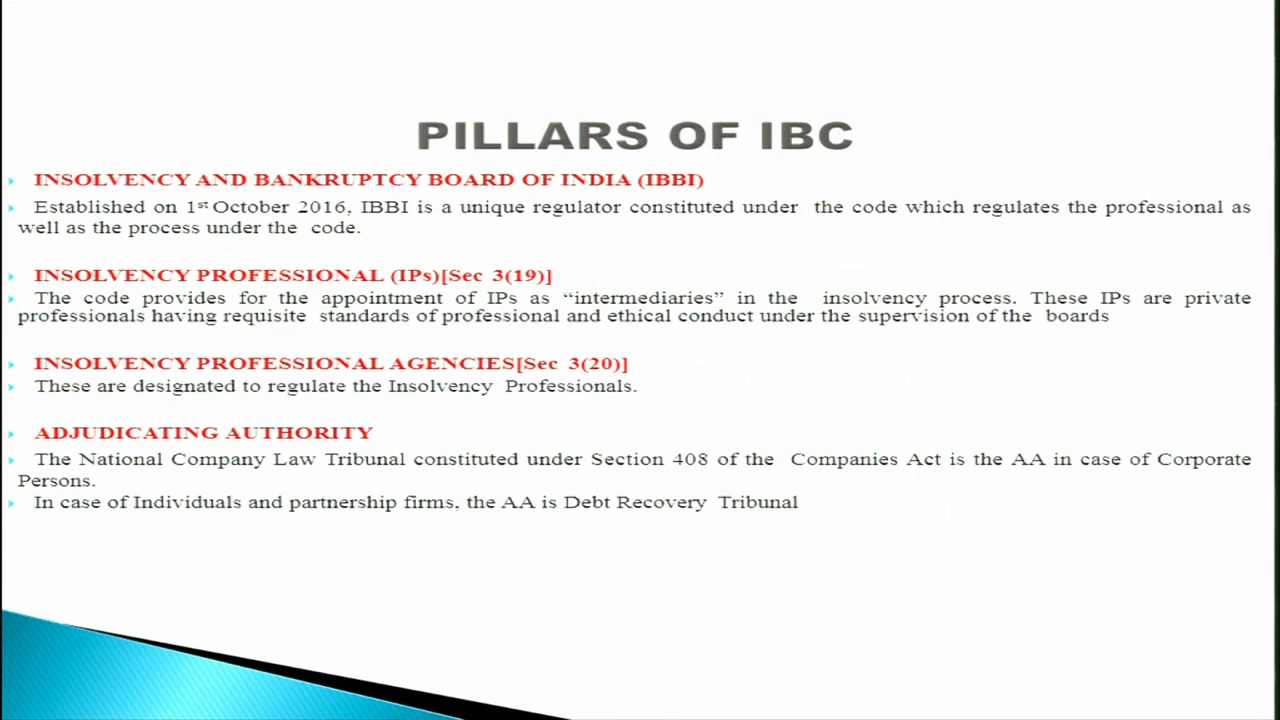 PILLARS OF IBC
INSOLVENCY AND BANKRUPTCY BOARD OF INDIA (IBBI)
Established on 1st October 2016, IBBI is a unique regulator constituted under the code which regulates the professional as
well as the process under the code.
INSOLVENCY PROFESSIONAL (IPs)[Sec 3(19)]
The code provides for the appointment of IPs as “intermediaries” in the insolvency process. These IPs are private
professionals having requisite standards of professional and ethical conduct under the supervision of the boards
INSOLVENCY PROFESSIONAL AGENCIES[Sec 3(20)]
These are designated to regulate the Insolvency Professionals.
ADJUDICATING AUTHORITY
The National Company Law Tribunal constituted under Section 408 of the Companies Act is the AA in case of Corporate
Persons.
In case of Individuals and partnership firms, the AA is Debt Recovery Tribunal